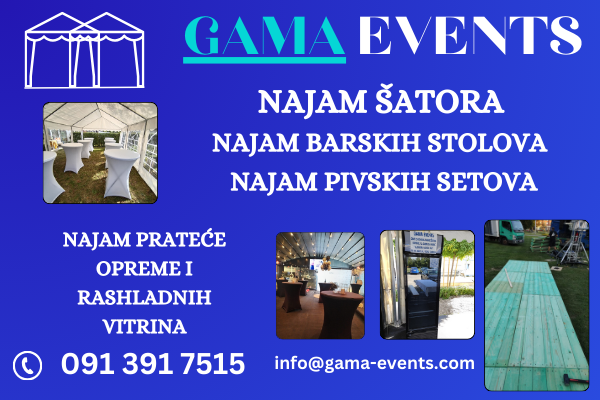 GAMA EVENTS
NAJAM ŠATORA
NAJAM BARSKIH STOLOVA
NAJAM PIVSKIH SETOVA
NAJAM PRATEĆE
OPREME I
RASHLADNIH
VITRINA
091 391 7515
info@gama-events.com